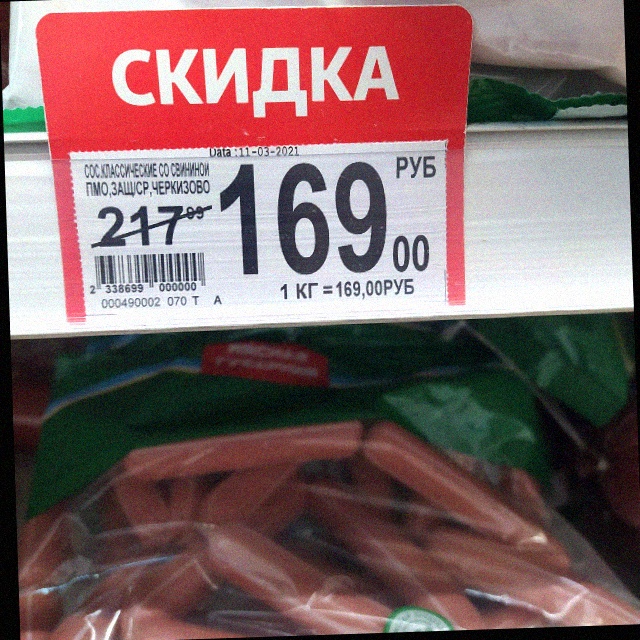 СКИДКА
Data :11-03-2021
СОС.КЛАССИЧЕСКИЕ СО СВИНИНОЙ
ПМО,ЗАЩ/СР,ЧЕРКИЗОВО
217 89
169 00 РУБ
2 338699 000000
1 КГ =169,00РУБ
000490002 070 Т А